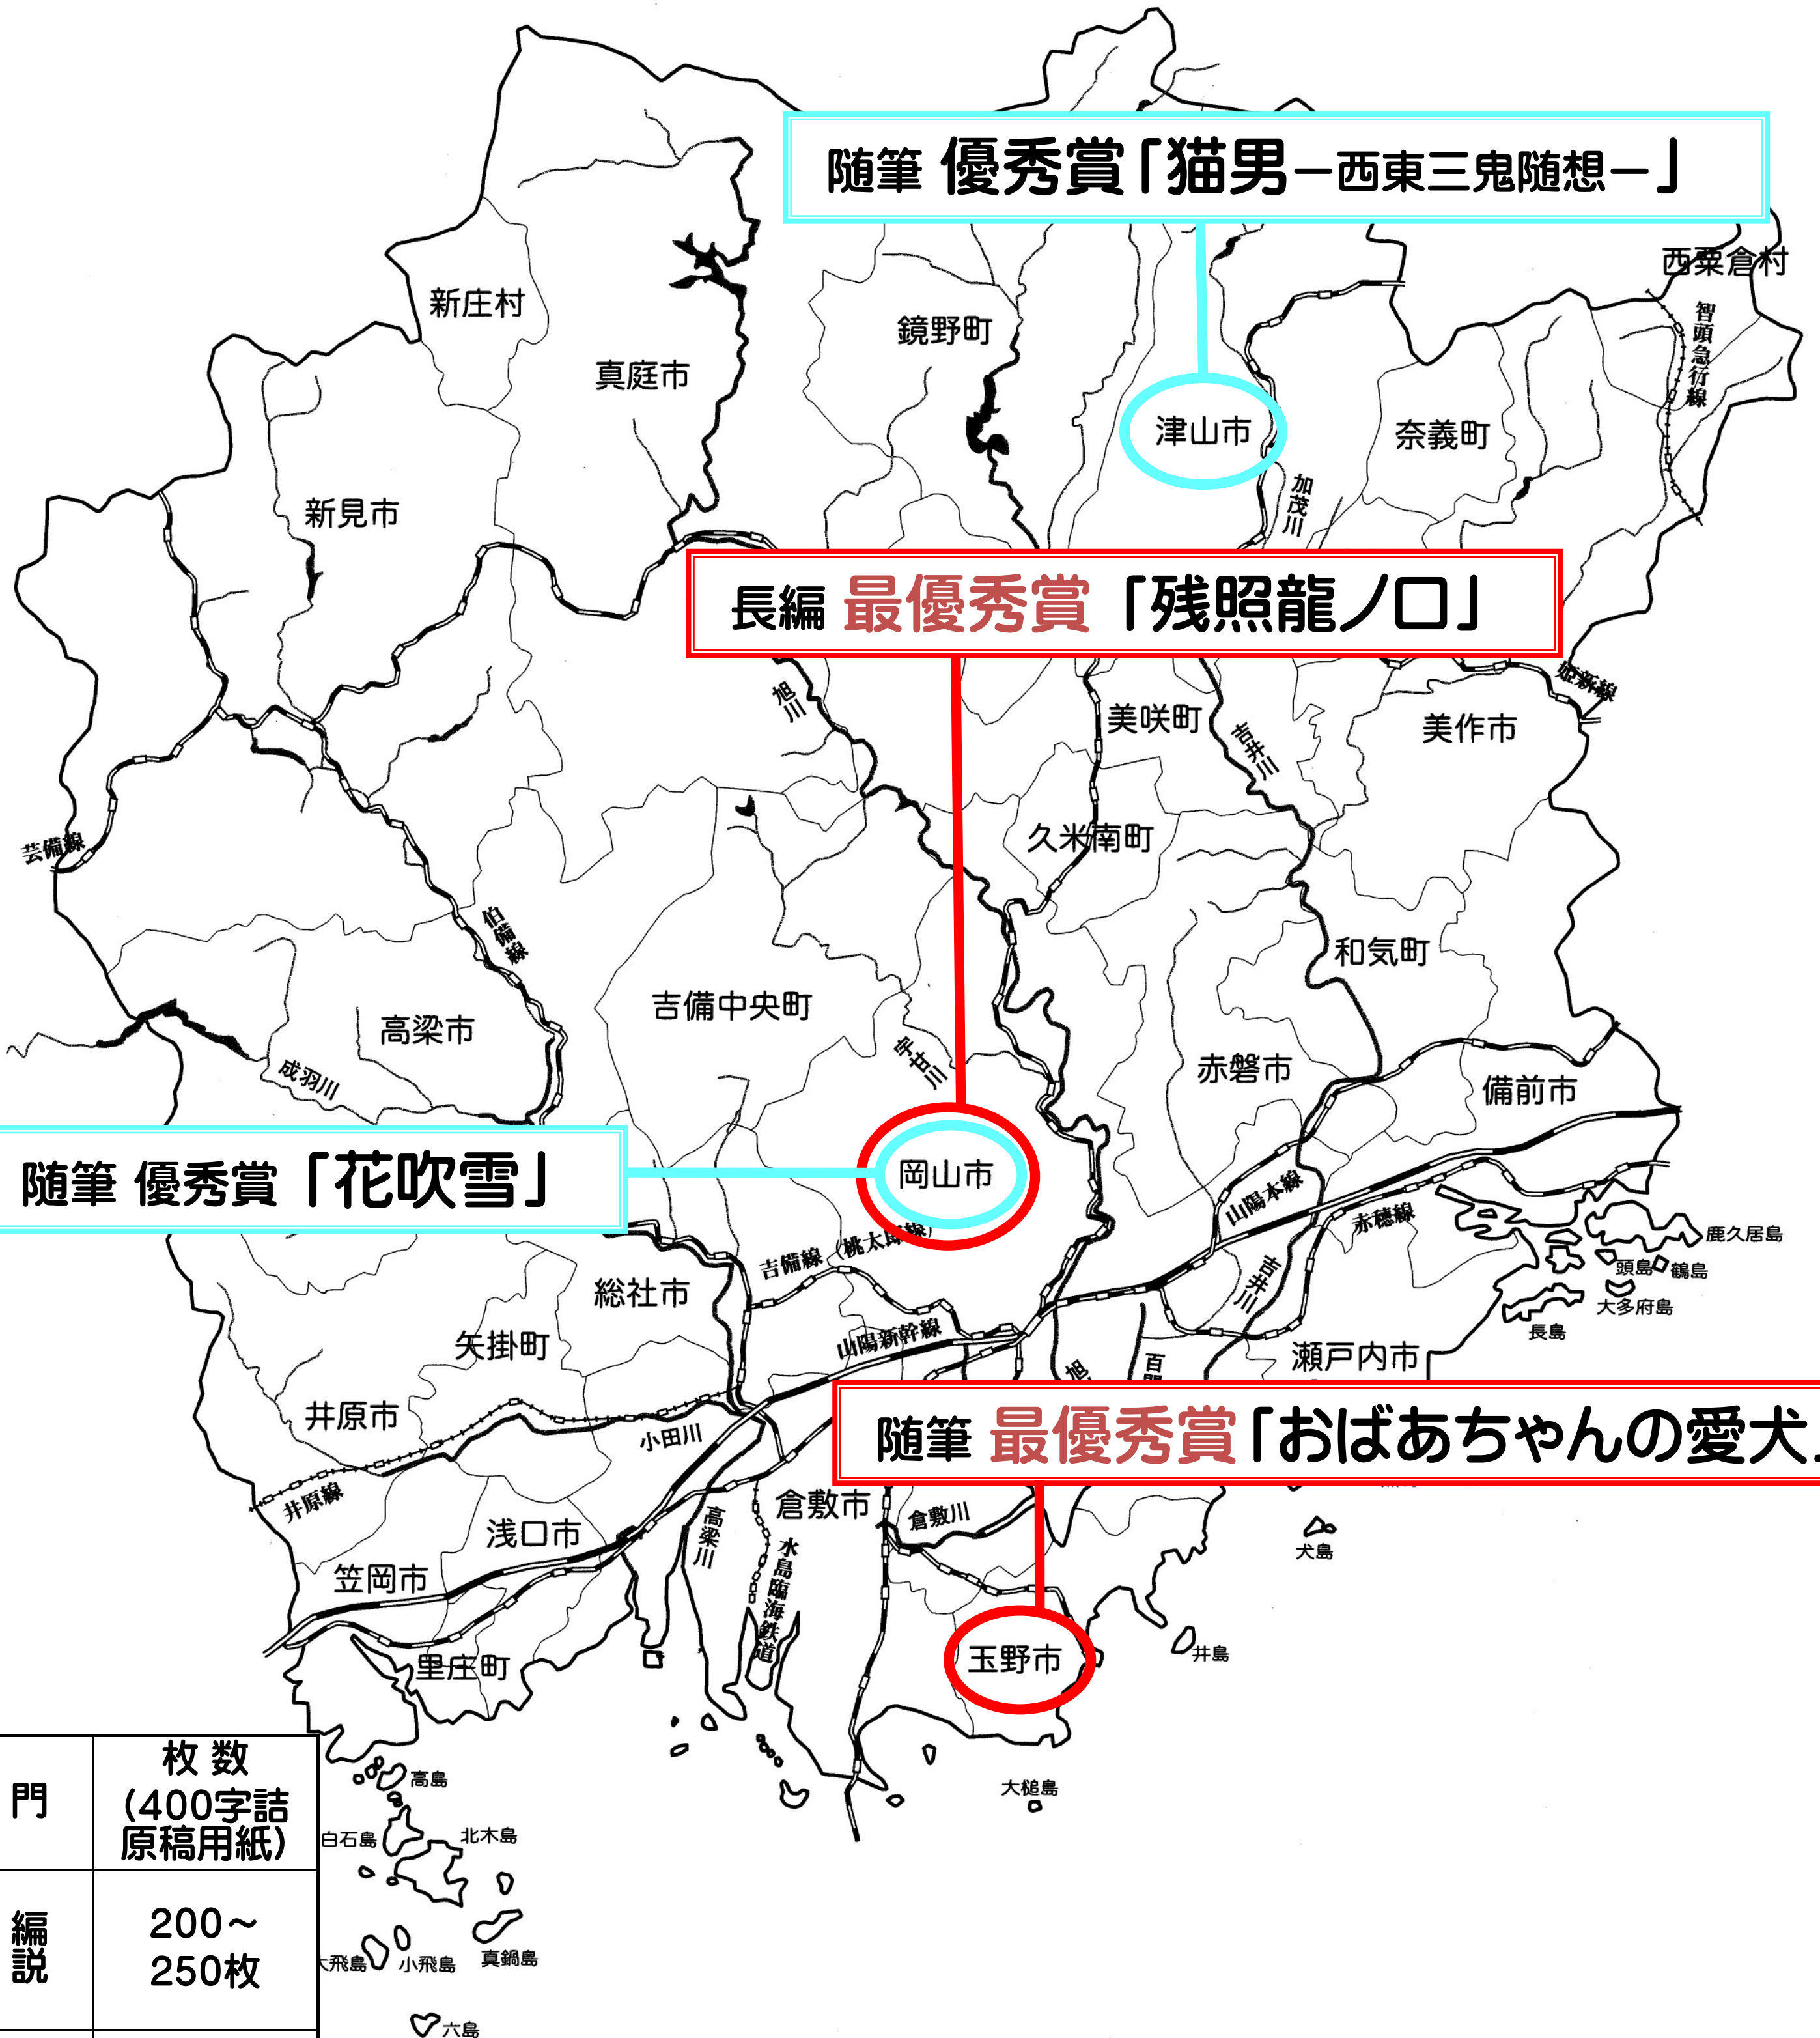 随筆 優秀賞「猫男－西東三鬼随想－」
西粟倉村
智頭急行線
新庄村
鏡野町
真庭市
津山市
奈義町
加茂川
新見市
長編 最優秀賞「残照龍ノ口」
姫新線
旭川
美咲町
吉井川
美作市
久米南町
芸備線
伯備線
和気町
吉備中央町
高梁市
宇甘川
成羽川
赤磐市
備前市
随筆 優秀賞「花吹雪」
岡山市
山陽本線
赤穂線
鹿久居島
頭島
鶴島
大多府島
長島
吉備線(桃太郎線)
吉井川
総社市
矢掛町
山陽新幹線
瀬戸内市
旭
百
井原市
随筆 最優秀賞「おばあちゃんの愛犬」
小田川
井原線
倉敷市
倉敷川
高梁川
浅口市
水島臨海鉄道
犬島
笠岡市
里庄町
玉野市
井島
大槌島
高島
白石島
北木島
大飛島
小飛島
真鍋島
六島
門
枚数
(400字詰
原稿用紙)
編
説
200～
250枚